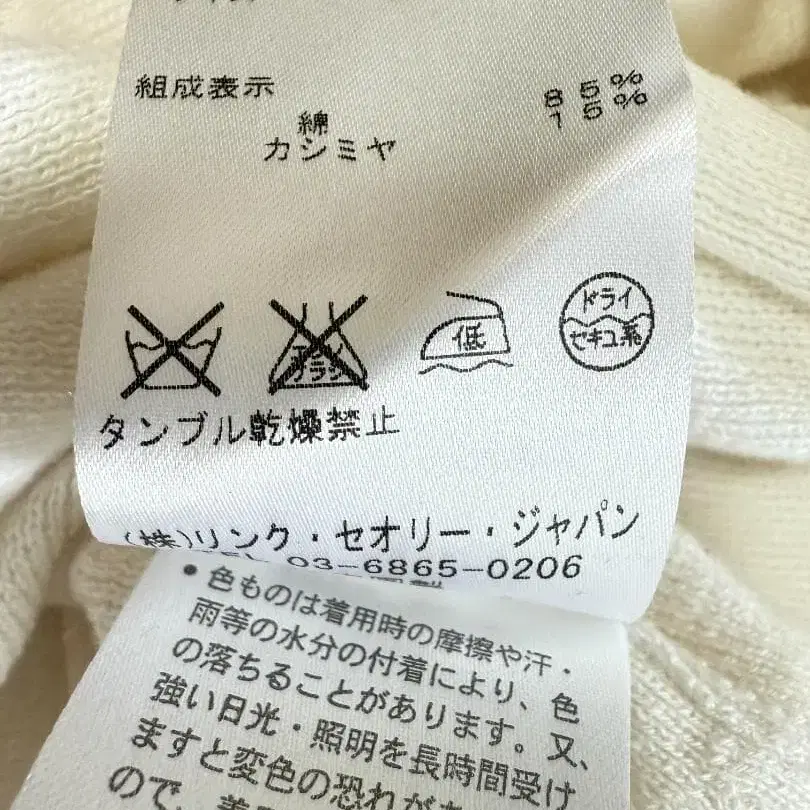 組成表示
綿 85%
カシミヤ 15%
低
ドライ
セキユ系
タンブル乾燥禁止
(株)リンク・セオリー・ジャパン
03-6865-0206
・色ものは着用時の摩擦や汗・
雨等の水分の付着により、色
の落ちることがあります。又、
強い日光・照明を長時間受け
ますと変色の恐れがあ
ので、着